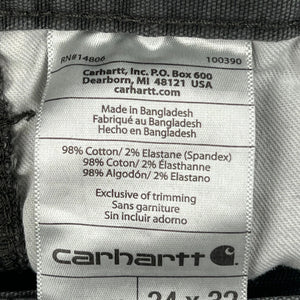 RN#14806 100390
Carhartt, Inc. P.O. Box 600
Dearborn, MI 48121 USA
carhartt.com
Made in Bangladesh
Fabriqué au Bangladesh
Hecho en Bangladesh
98% Cotton/ 2% Elastane (Spandex)
98% Coton/ 2% Élasthanne
98% Algodón/ 2% Elastano
Exclusive of trimming
Sans garniture
Sin incluir adorno
carhartt